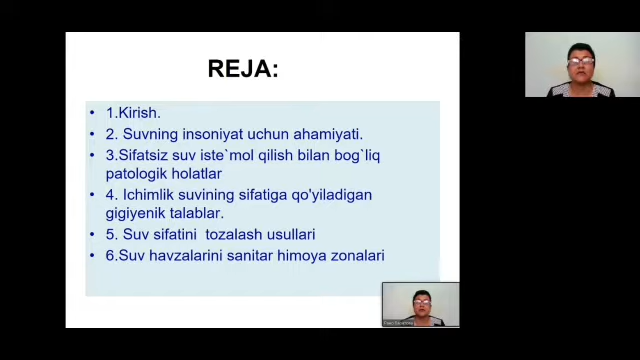 REJA:
• 1.Kirish.
• 2. Suvning insoniyat uchun ahamiyati.
• 3.Sifatsiz suv iste`mol qilish bilan bog`liq
patologik holatlar
• 4. Ichimlik suvining sifatiga qo'yiladigan
gigiyenik talablar.
• 5. Suv sifatini tozalash usullari
• 6.Suv havzalarini sanitar himoya zonalari